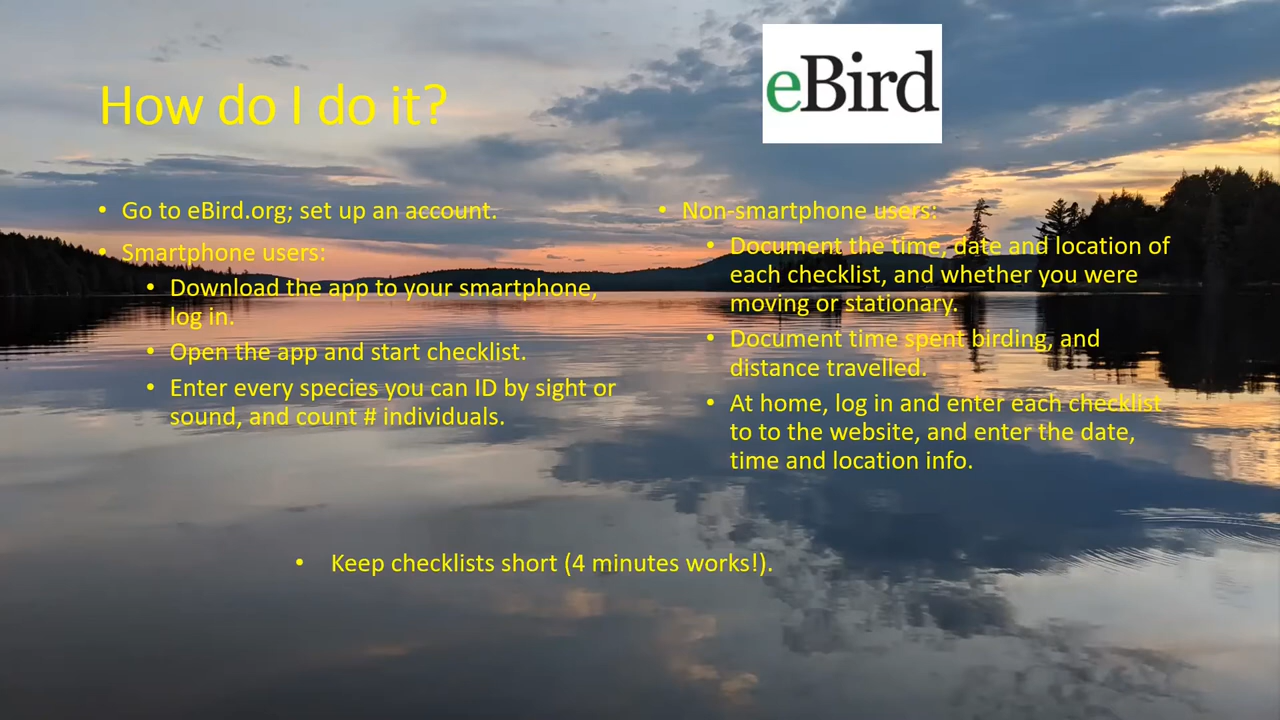 eBird
How do I do it?
• Go to eBird.org; set up an account.
• Smartphone users:
• Download the app to your smartphone,
log in.
• Open the app and start checklist.
• Enter every species you can ID by sight or
sound, and count # individuals.
• Non-smartphone users:
• Document the time, date and location of
each checklist, and whether you were
moving or stationary.
• Document time spent birding, and
distance travelled.
• At home, log in and enter each checklist
to to the website, and enter the date,
time and location info.
• Keep checklists short (4 minutes works!).